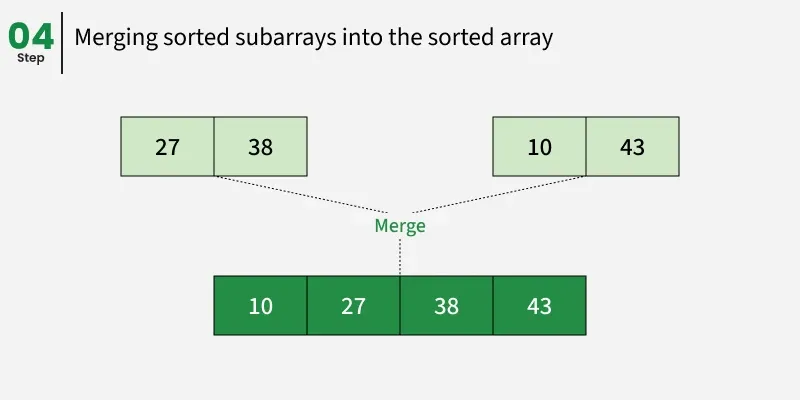 04
Step
Merging sorted subarrays into the sorted array
27 38
10 43
Merge
10 27 38 43